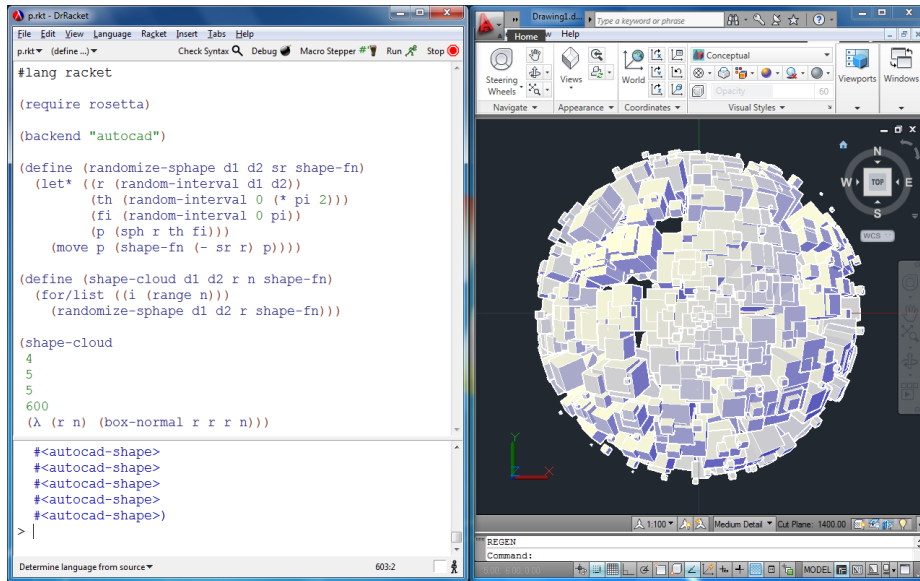 p.rkt - DrRacket
File Edit View Language Racket Insert Tabs Help
p.rkt (define ...) Check Syntax Debug Macro Stepper #' Run Stop
#lang racket
(require rosetta)
(backend "autocad")
(define (randomize-sphape d1 d2 sr shape-fn)
(let* ((r (random-interval d1 d2))
(th (random-interval 0 (* pi 2)))
(fi (random-interval 0 pi))
(p (sph r th fi)))
(move p (shape-fn (- sr r) p))))
(define (shape-cloud d1 d2 r n shape-fn)
(for/list ((i (range n)))
(randomize-sphape d1 d2 r shape-fn)))
(shape-cloud
4
5
5
600
(λ (r n) (box-normal r r r n)))
#<autocad-shape>
#<autocad-shape>
#<autocad-shape>
#<autocad-shape>
#<autocad-shape>)
>
Determine language from source 603:2
Drawing1.d... Type a keyword or phrase
Home Help
Conceptual
Steering Wheels
Views
World
Opacity 60
Viewports
Windows
Navigate Appearance Coordinates Visual Styles
N
W TOP E
S
WCS
Y
X
1:100 Medium Detail Cut Plane: 1400.00
REGEN
Command:
MODEL